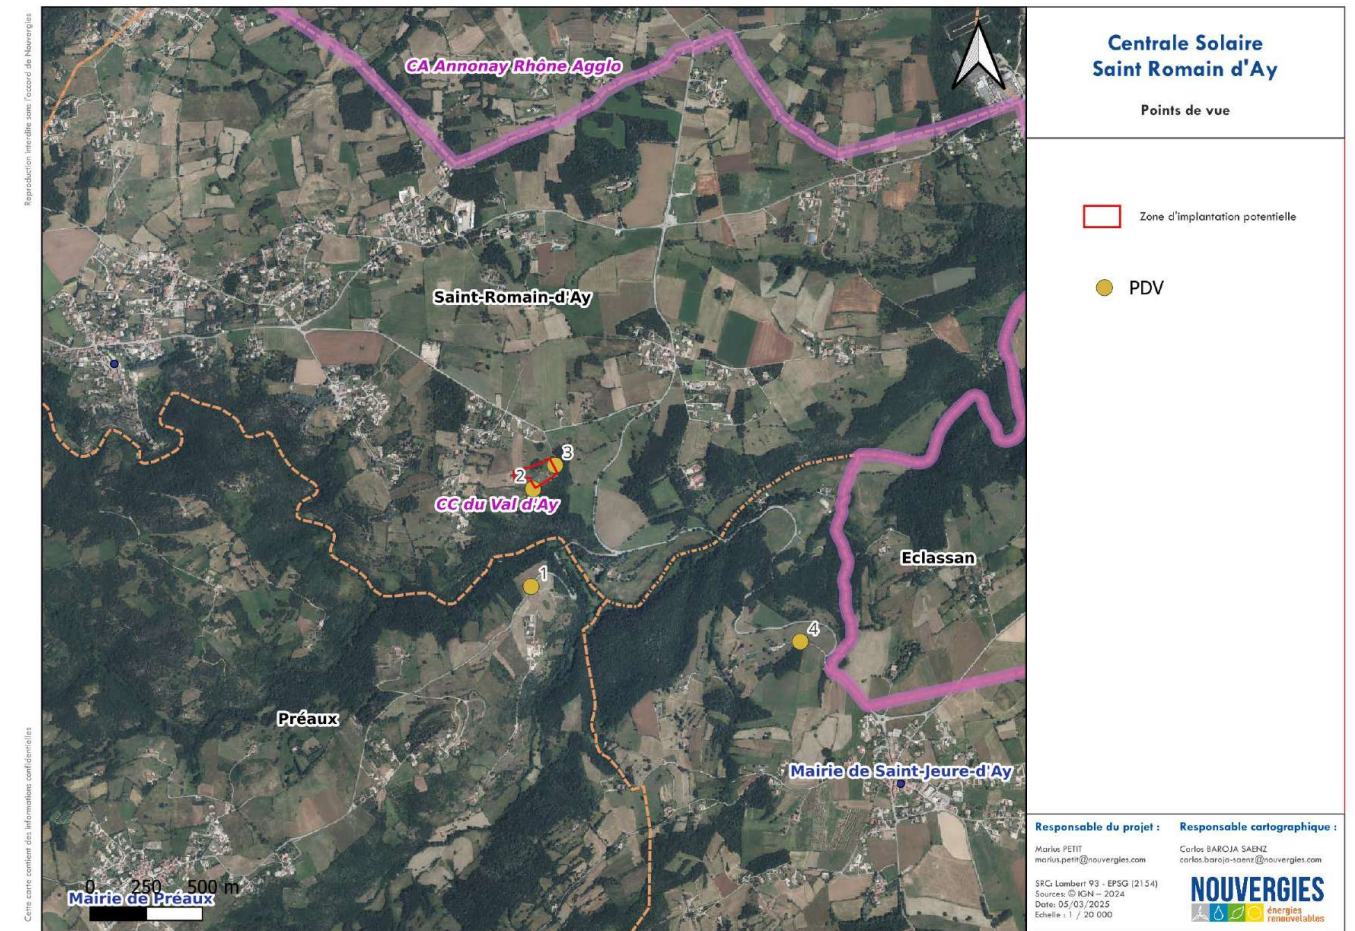 Reproduction interdite sans l'accord de Nouvergies
Cette carte contient des informations confidentielles
CA Annonay Rhône Agglo
Saint-Romain-d'Ay
3
2
CC du Val d'Ay
1
Eclassan
4
Préaux
Mairie de Saint-Jeure-d'Ay
0 250 500 m
Mairie de Préaux
Centrale Solaire
Saint Romain d'Ay
Points de vue
Zone d'implantation potentielle
PDV
Responsable du projet :
Marius PETIT
marius.petit@nouvergies.com
Responsable cartographique :
Carlos BAROJA SAENZ
carlos.baroja-saenz@nouvergies.com
SRC: Lambert 93 - EPSG (2154)
Sources: © IGN – 2024
Date: 05/03/2025
Echelle : 1 / 20 000
NOUVERGIES
énergies
renouvelables